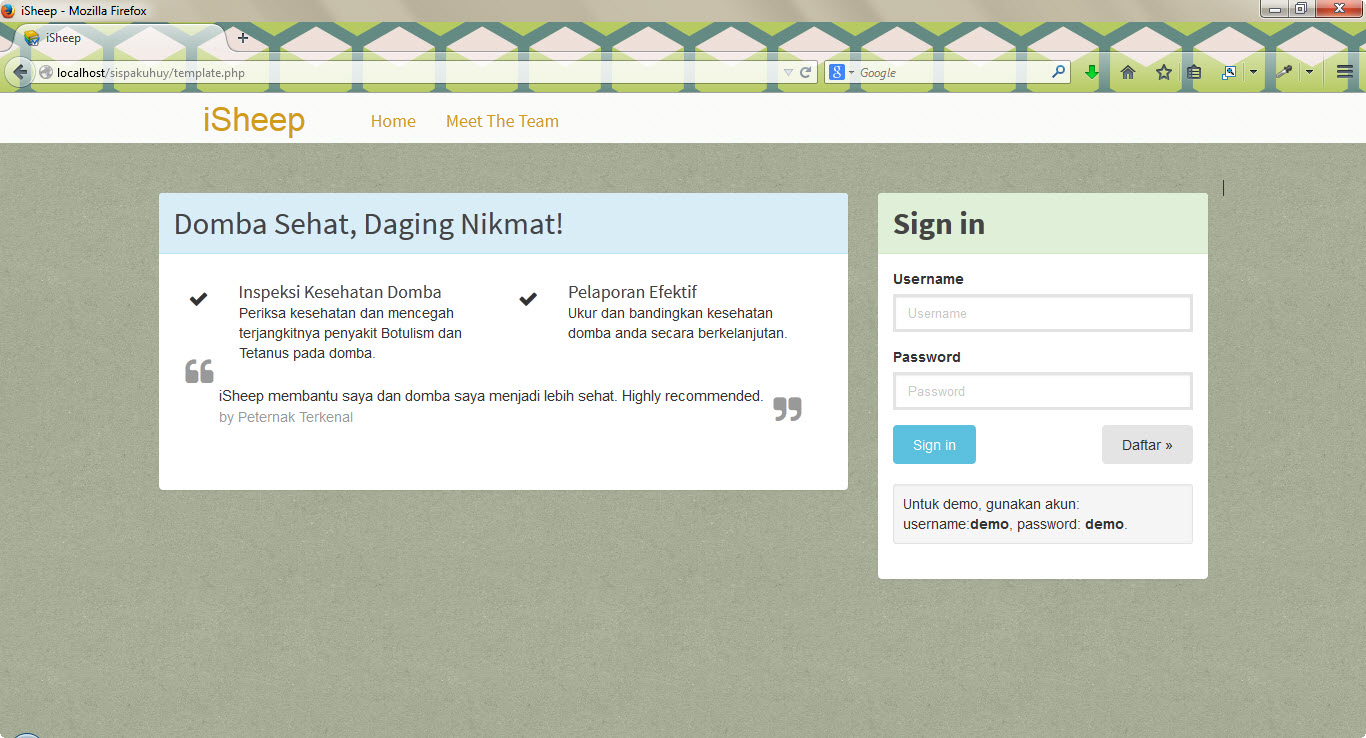 iSheep - Mozilla Firefox
iSheep
localhost/sispakuhuy/template.php
Google
iSheep
Home
Meet The Team
Domba Sehat, Daging Nikmat!
Inspeksi Kesehatan Domba
Periksa kesehatan dan mencegah
terjangkitnya penyakit Botulism dan
Tetanus pada domba.
Pelaporan Efektif
Ukur dan bandingkan kesehatan
domba anda secara berkelanjutan.
iSheep membantu saya dan domba saya menjadi lebih sehat. Highly recommended.
by Peternak Terkenal
Sign in
Username
Username
Password
Password
Sign in
Daftar »
Untuk demo, gunakan akun:
username:demo, password: demo.